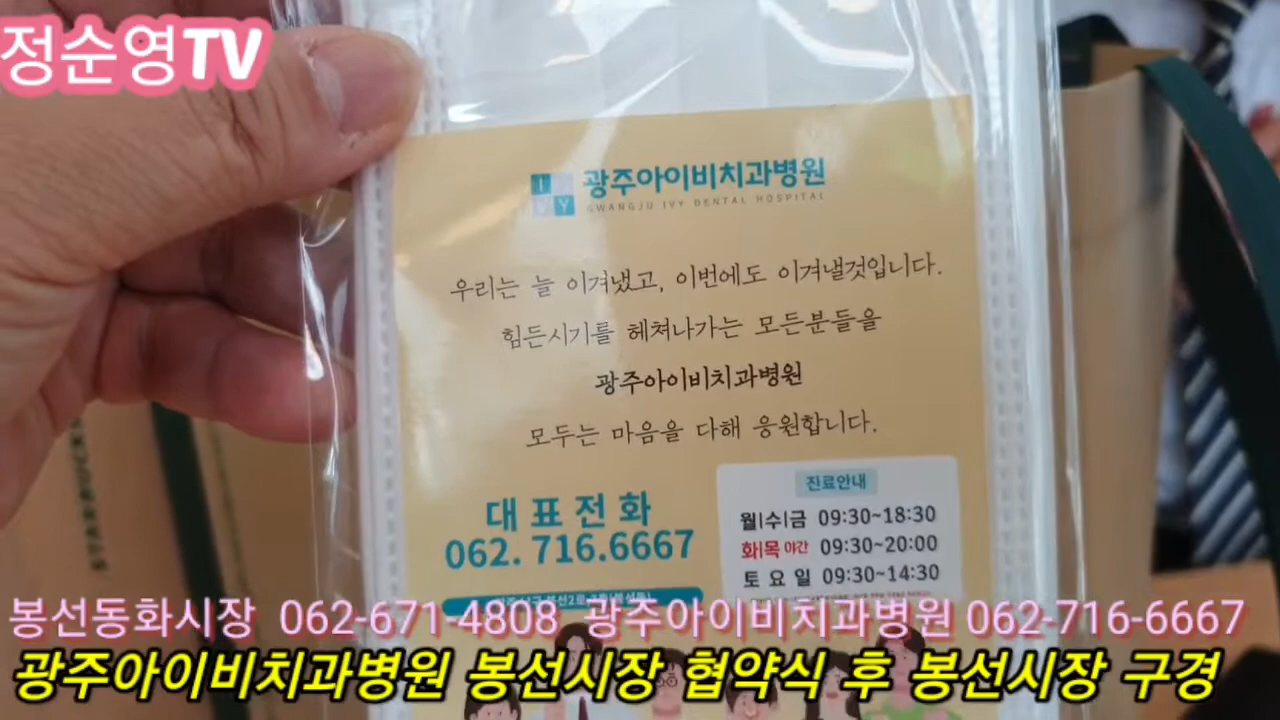 정순영TV
광주아이비치과병원
GWANGJU IVY DENTAL HOSPITAL
우리는 늘 이겨냈고, 이번에도 이겨낼것입니다.
힘든시기를 헤쳐나가는 모든분들을
광주아이비치과병원
모두는 마음을 다해 응원합니다.
대표전화
062. 716.6667
진료안내
월|수|금 09:30~18:30
화|목 야간 09:30~20:00
토요일 09:30~14:30
STARBUCKS
봉선동화시장 062-671-4808 광주아이비치과병원 062-716-6667
광주아이비치과병원 봉선시장 협약식 후 봉선시장 구경